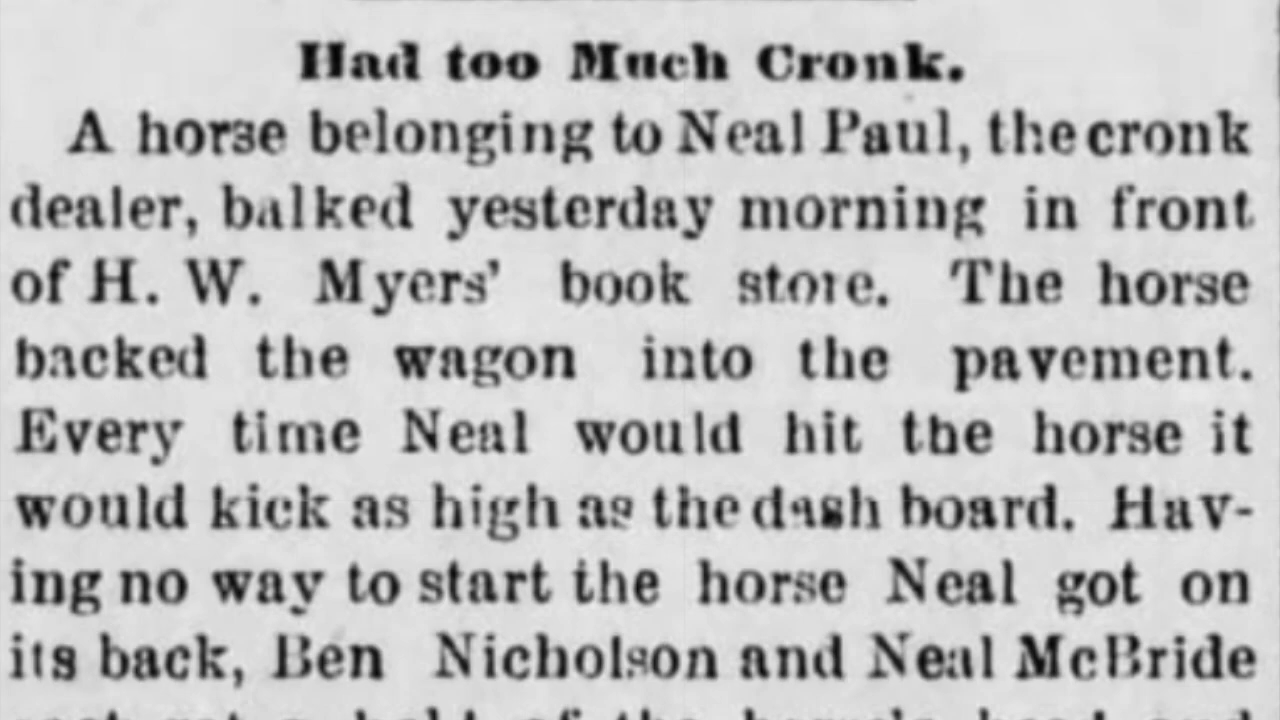 Had too Much Cronk.
A horse belonging to Neal Paul, the cronk
dealer, balked yesterday morning in front
of H. W. Myers' book store. The horse
backed the wagon into the pavement.
Every time Neal would hit the horse it
would kick as high as the dash board. Hav-
ing no way to start the horse Neal got on
its back, Ben Nicholson and Neal McBride